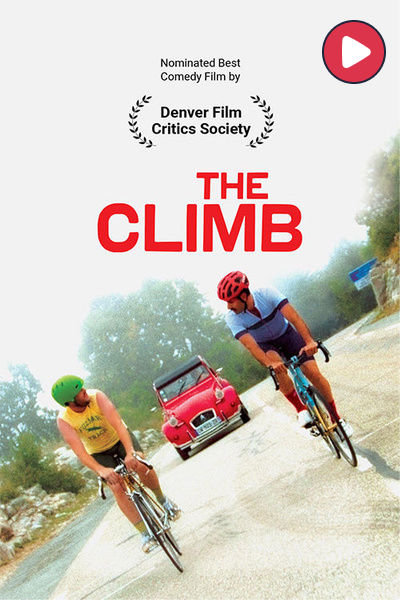 Nominated Best
Comedy Film by
Denver Film
Critics Society
THE
CLIMB